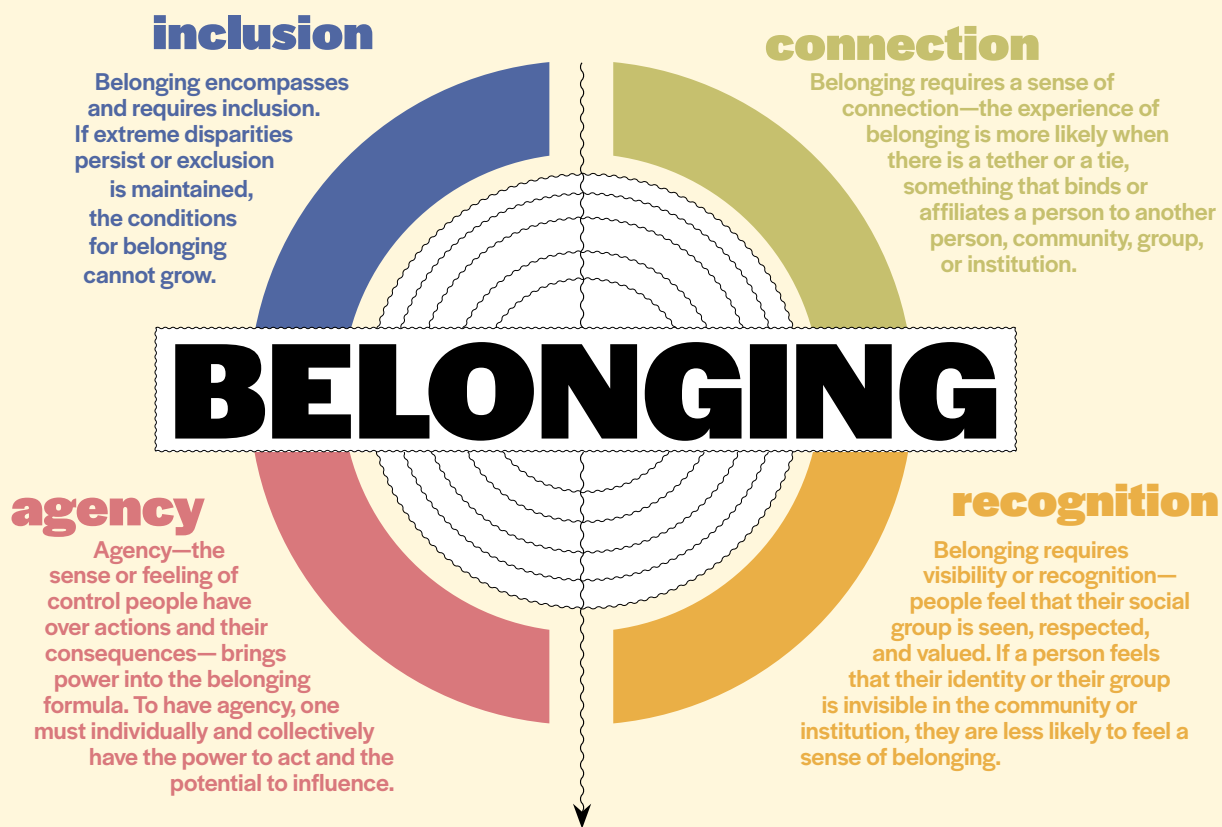 inclusion
Belonging encompasses
and requires inclusion.
If extreme disparities
persist or exclusion
is maintained,
the conditions
for belonging
cannot grow.
connection
Belonging requires a sense of
connection—the experience of
belonging is more likely when
there is a tether or a tie,
something that binds or
affiliates a person to another
person, community, group,
or institution.
BELONGING
agency
Agency—the
sense or feeling of
control people have
over actions and their
consequences— brings
power into the belonging
formula. To have agency, one
must individually and collectively
have the power to act and the
potential to influence.
recognition
Belonging requires
visibility or recognition—
people feel that their social
group is seen, respected,
and valued. If a person feels
that their identity or their group
is invisible in the community or
institution, they are less likely to feel a
sense of belonging.